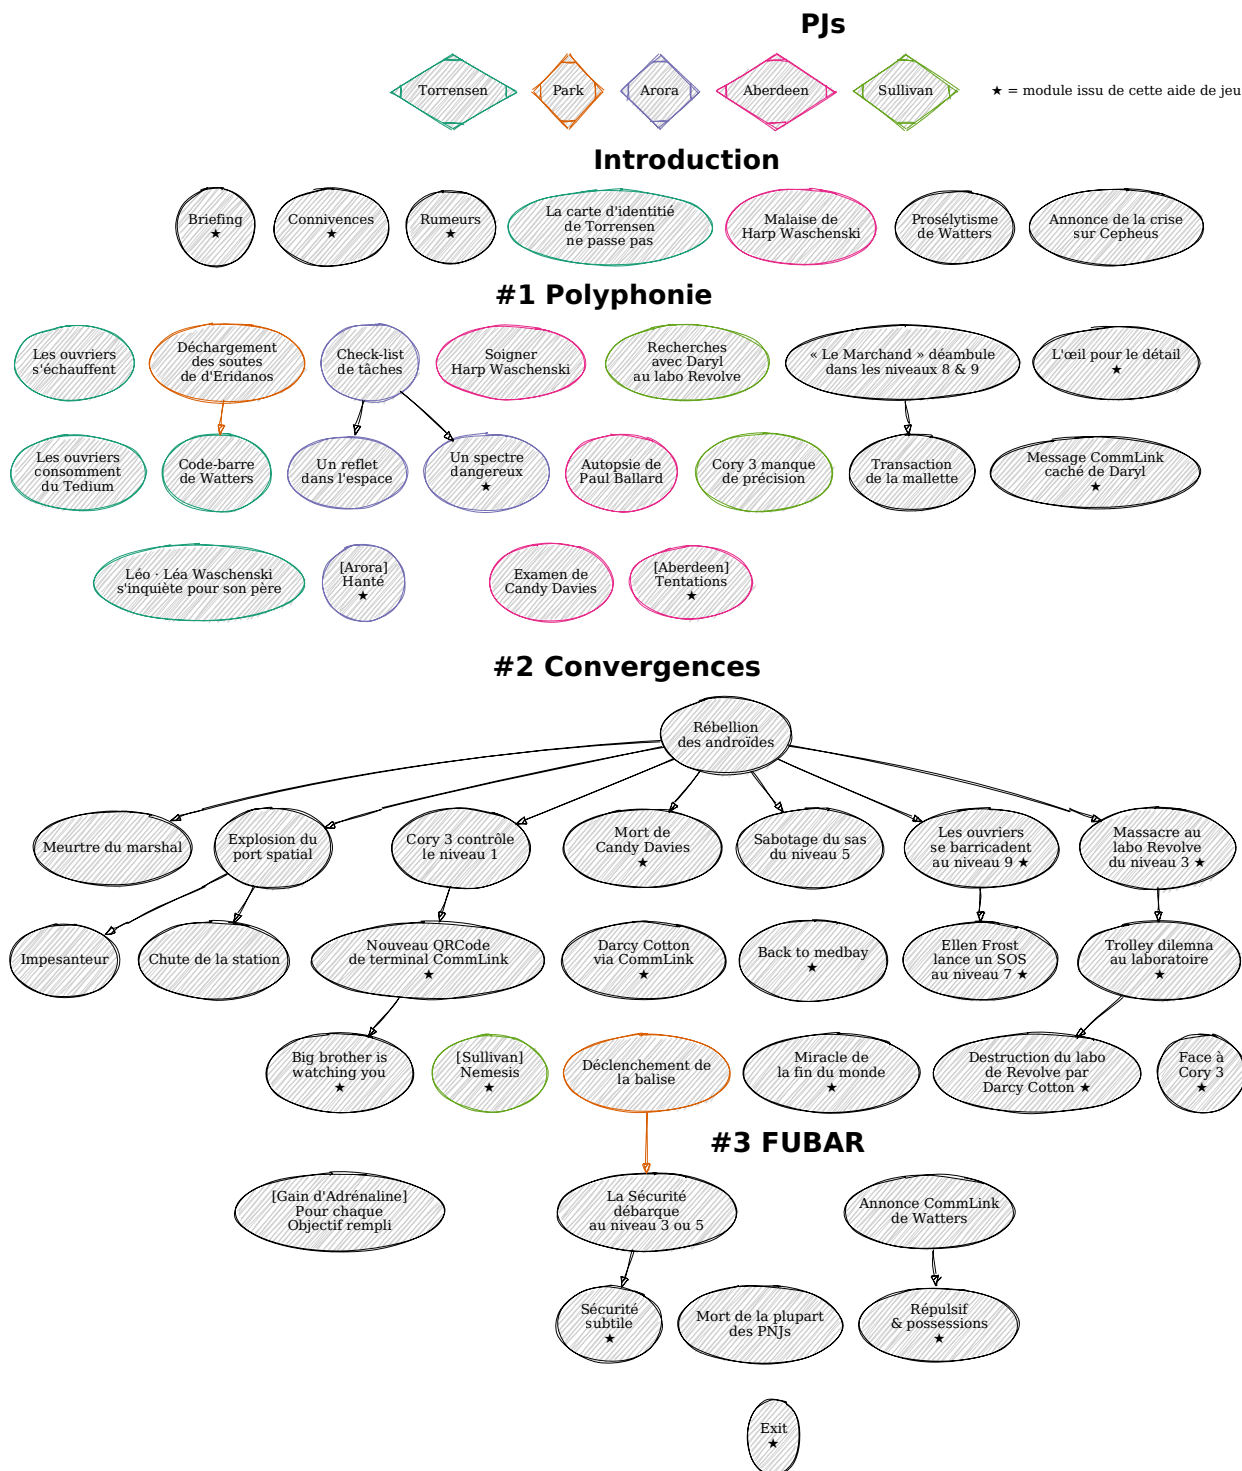 PJs
Torrensen
Park
Arora
Aberdeen
Sullivan
★ = module issu de cette aide de jeu
Introduction
Briefing
★
Connivences
★
Rumeurs
★
La carte d'identitié
de Torrensen
ne passe pas
Malaise de
Harp Waschenski
Prosélytisme
de Watters
Annonce de la crise
sur Cepheus
#1 Polyphonie
Les ouvriers
s'échauffent
Déchargement
des soutes
de d'Eridanos
Check-list
de tâches
Soigner
Harp Waschenski
Recherches
avec Daryl
au labo Revolve
« Le Marchand » déambule
dans les niveaux 8 & 9
L'œil pour le détail
★
Les ouvriers
consomment
du Tedium
Code-barre
de Watters
Un reflet
dans l'espace
Un spectre
dangereux
★
Autopsie de
Paul Ballard
Cory 3 manque
de précision
Transaction
de la mallette
Message CommLink
caché de Daryl
★
Léo · Léa Waschenski
s'inquiète pour son père
[Arora]
Hanté
★
Examen de
Candy Davies
[Aberdeen]
Tentations
★
#2 Convergences
Rébellion
des androïdes
Meurtre du marshal
Explosion du
port spatial
Cory 3 contrôle
le niveau 1
Mort de
Candy Davies
★
Sabotage du sas
du niveau 5
Les ouvriers
se barricadent
au niveau 9 ★
Massacre au
labo Revolve
du niveau 3 ★
Impesanteur
Chute de la station
Nouveau QRCode
de terminal CommLink
★
Darcy Cotton
via CommLink
★
Back to medbay
★
Ellen Frost
lance un SOS
au niveau 7 ★
Trolley dilemna
au laboratoire
★
Big brother is
watching you
★
[Sullivan]
Nemesis
★
Déclenchement de
la balise
Miracle de
la fin du monde
★
Destruction du labo
de Revolve par
Darcy Cotton ★
Face à
Cory 3
★
#3 FUBAR
[Gain d'Adrénaline]
Pour chaque
Objectif rempli
La Sécurité
débarque
au niveau 3 ou 5
Annonce CommLink
de Watters
Sécurité
subtile
★
Mort de la plupart
des PNJs
Répulsif
& possessions
★
Exit
★